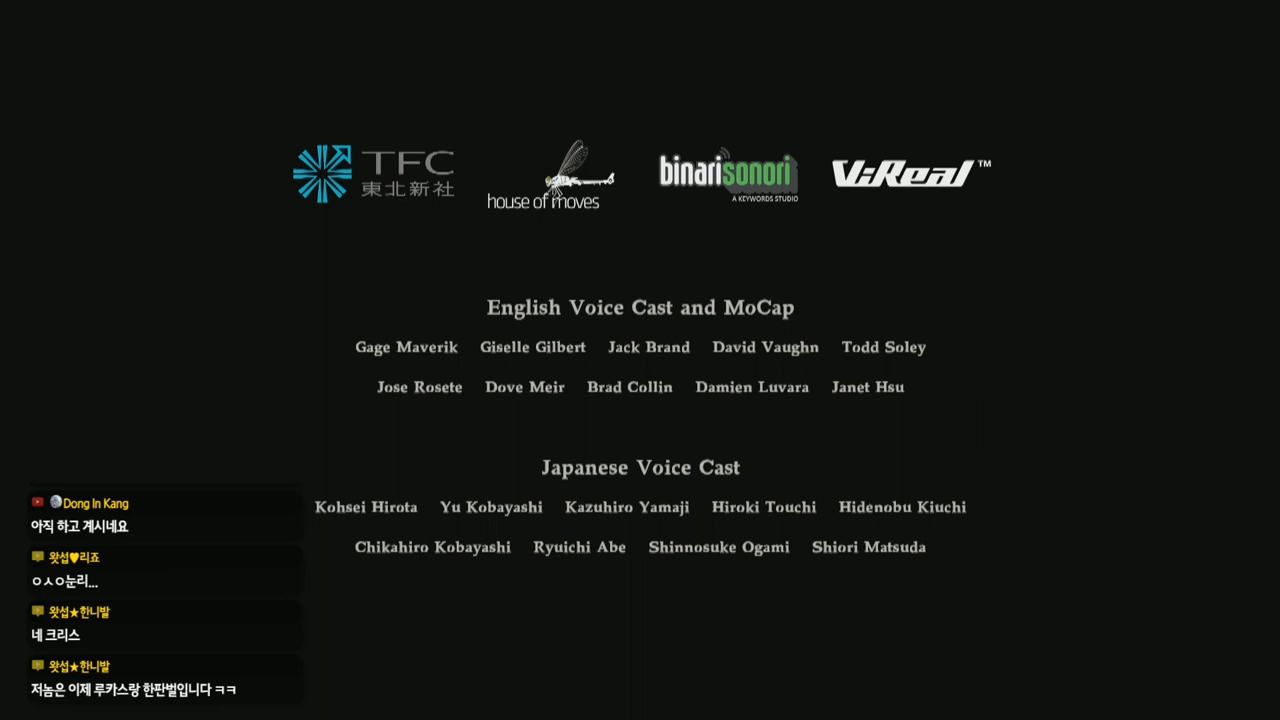 TFC
東北新社
house of moves
binarisonori
A KEYWORDS STUDIO
ViReal™
English Voice Cast and MoCap
Gage Maverik Giselle Gilbert Jack Brand David Vaughn Todd Soley
Jose Rosete Dove Meir Brad Collin Damien Luvara Janet Hsu
Japanese Voice Cast
Kohsei Hirota Yu Kobayashi Kazuhiro Yamaji Hiroki Touchi Hidenobu Kiuchi
Chikahiro Kobayashi Ryuichi Abe Shinnosuke Ogami Shiori Matsuda
Dong In Kang
아직 하고 계시네요
왓섭♥리죠
ㅇㅅㅇ눈리...
왓섭★한니발
네 크리스
왓섭★한니발
저놈은 이제 루카스랑 한판벌입니다 ㅋㅋ